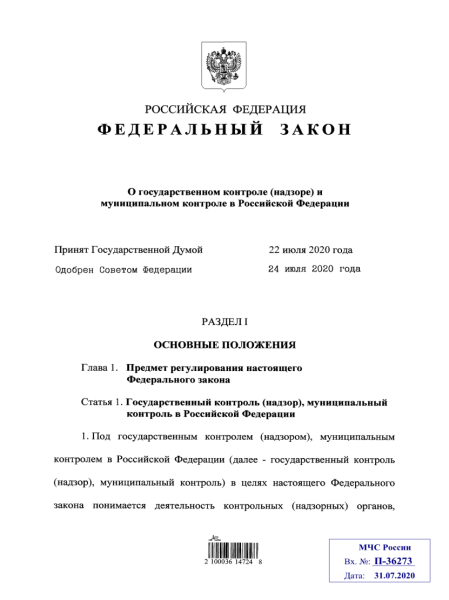 РОССИЙСКАЯ ФЕДЕРАЦИЯ
ФЕДЕРАЛЬНЫЙ ЗАКОН
О государственном контроле (надзоре) и
муниципальном контроле в Российской Федерации
Принят Государственной Думой 22 июля 2020 года
Одобрен Советом Федерации 24 июля 2020 года
РАЗДЕЛ I
ОСНОВНЫЕ ПОЛОЖЕНИЯ
Глава 1. Предмет регулирования настоящего
Федерального закона
Статья 1. Государственный контроль (надзор), муниципальный
контроль в Российской Федерации
1. Под государственным контролем (надзором), муниципальным
контролем в Российской Федерации (далее - государственный контроль
(надзор), муниципальный контроль) в целях настоящего Федерального
закона понимается деятельность контрольных (надзорных) органов,
2 100036 14724 8
МЧС России
Вх. №: П-36273
Дата: 31.07.2020